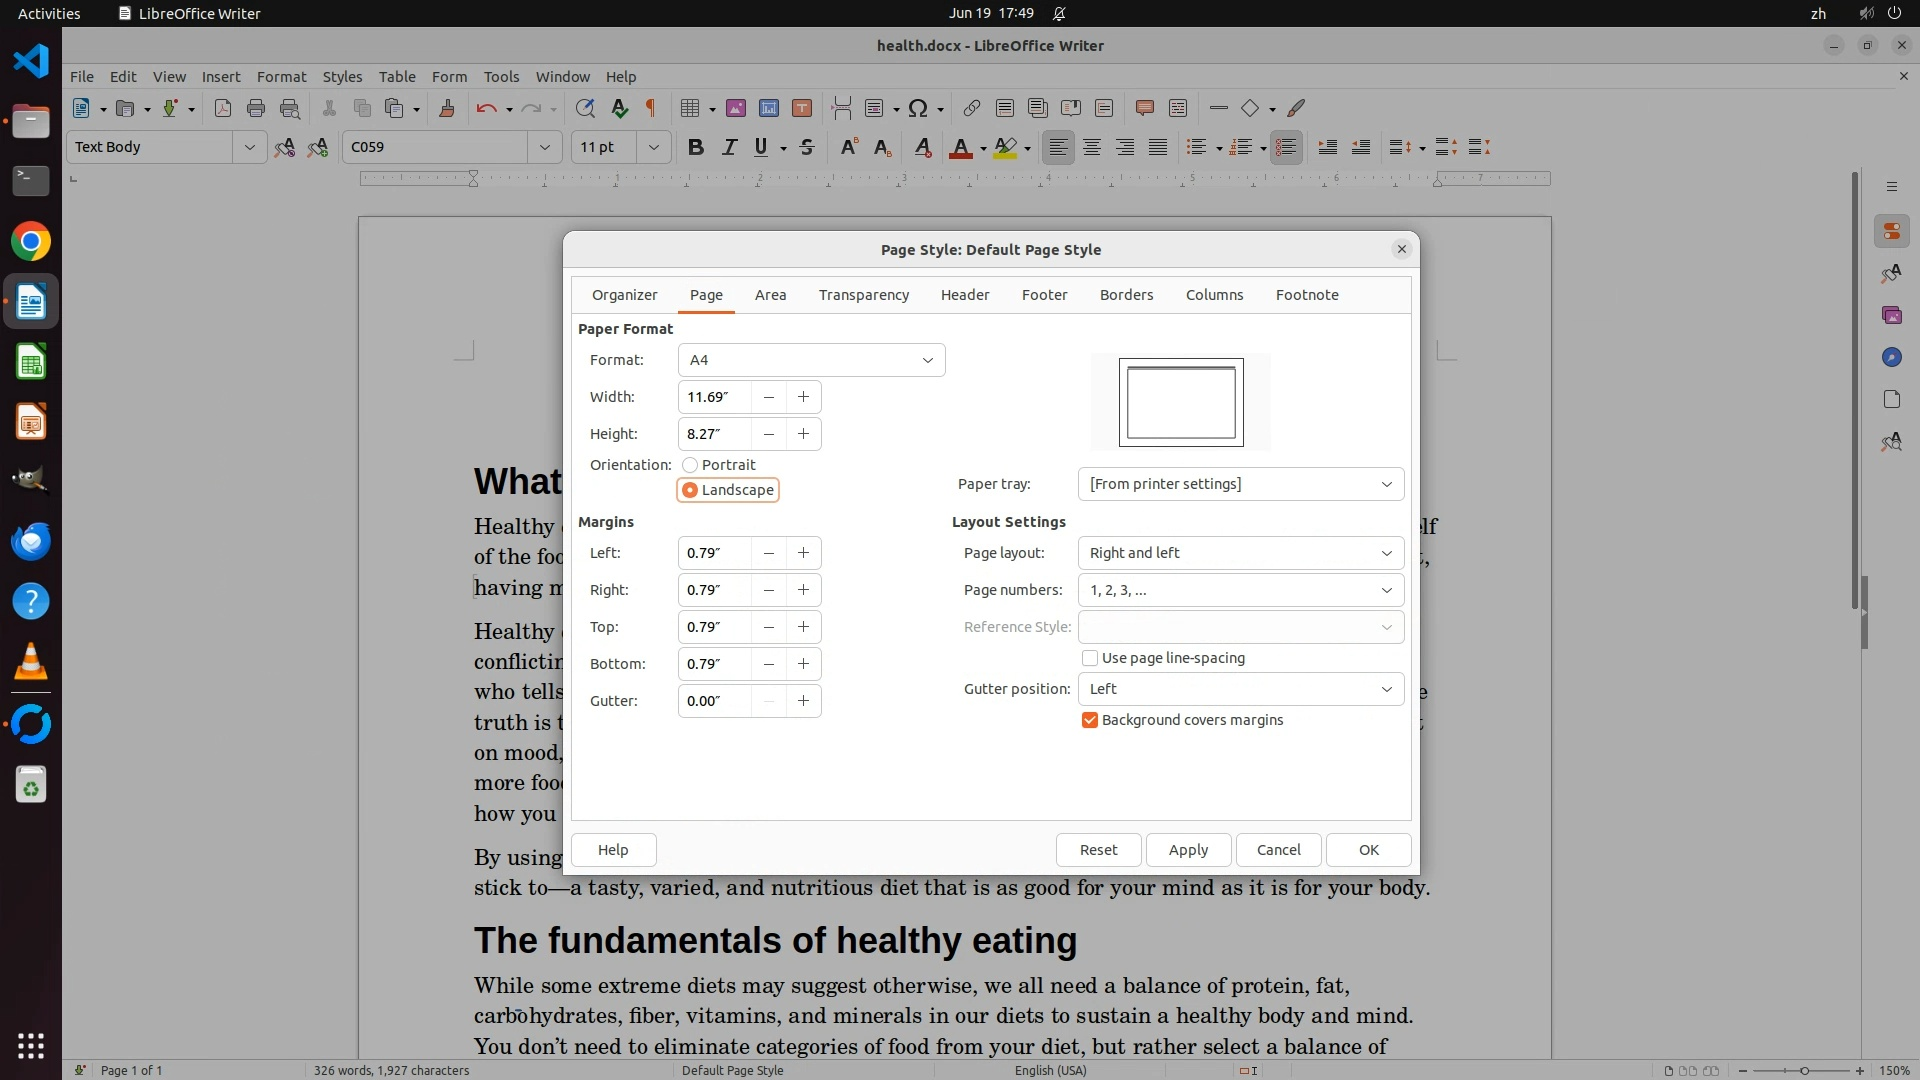 Activities
LibreOffice Writer
Jun 19 17:49
zh
health.docx - LibreOffice Writer
File Edit View Insert Format Styles Table Form Tools Window Help
Text Body
C059
11 pt
1 2 3 4 5 6 7
Page Style: Default Page Style
Organizer Page Area Transparency Header Footer Borders Columns Footnote
Paper Format
Format: A4
Width: 11.69″
Height: 8.27″
Orientation: Portrait
Landscape
Paper tray: [From printer settings]
Margins
Left: 0.79″
Right: 0.79″
Top: 0.79″
Bottom: 0.79″
Gutter: 0.00″
Layout Settings
Page layout: Right and left
Page numbers: 1, 2, 3, ...
Reference Style:
Use page line-spacing
Gutter position: Left
Background covers margins
Help Reset Apply Cancel OK
What
Healthy
of the foo
having m
Healthy
conflictin
who tells
truth is t
on mood,
more food
how you
By using
stick to—a tasty, varied, and nutritious diet that is as good for your mind as it is for your body.
The fundamentals of healthy eating
While some extreme diets may suggest otherwise, we all need a balance of protein, fat,
carbohydrates, fiber, vitamins, and minerals in our diets to sustain a healthy body and mind.
You don’t need to eliminate categories of food from your diet, but rather select a balance of
Page 1 of 1
326 words, 1,927 characters
Default Page Style
English (USA)
150%